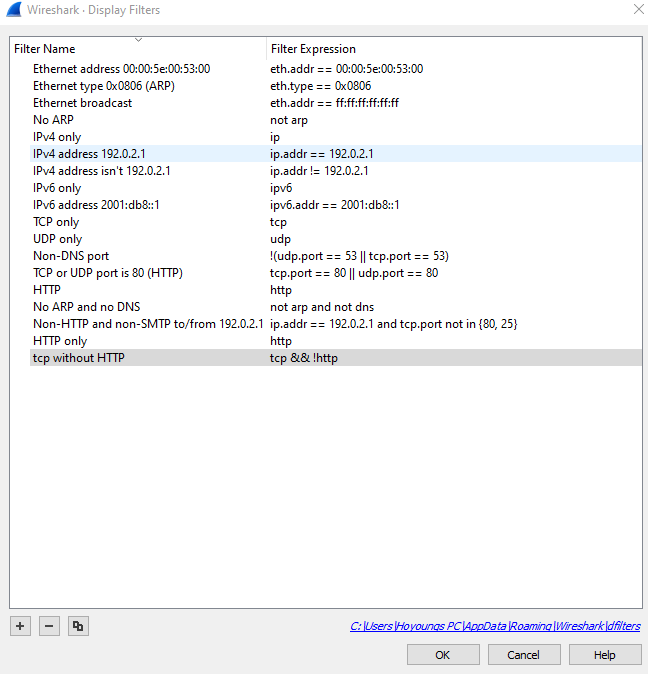 Wireshark · Display Filters
Filter Name Filter Expression
Ethernet address 00:00:5e:00:53:00 eth.addr == 00:00:5e:00:53:00
Ethernet type 0x0806 (ARP) eth.type == 0x0806
Ethernet broadcast eth.addr == ff:ff:ff:ff:ff:ff
No ARP not arp
IPv4 only ip
IPv4 address 192.0.2.1 ip.addr == 192.0.2.1
IPv4 address isn't 192.0.2.1 ip.addr != 192.0.2.1
IPv6 only ipv6
IPv6 address 2001:db8::1 ipv6.addr == 2001:db8::1
TCP only tcp
UDP only udp
Non-DNS port !(udp.port == 53 || tcp.port == 53)
TCP or UDP port is 80 (HTTP) tcp.port == 80 || udp.port == 80
HTTP http
No ARP and no DNS not arp and not dns
Non-HTTP and non-SMTP to/from 192.0.2.1 ip.addr == 192.0.2.1 and tcp.port not in {80, 25}
HTTP only http
tcp without HTTP tcp && !http
C:\Users\Hoyoungs PC\AppData\Roaming\Wireshark\dfilters
OK Cancel Help